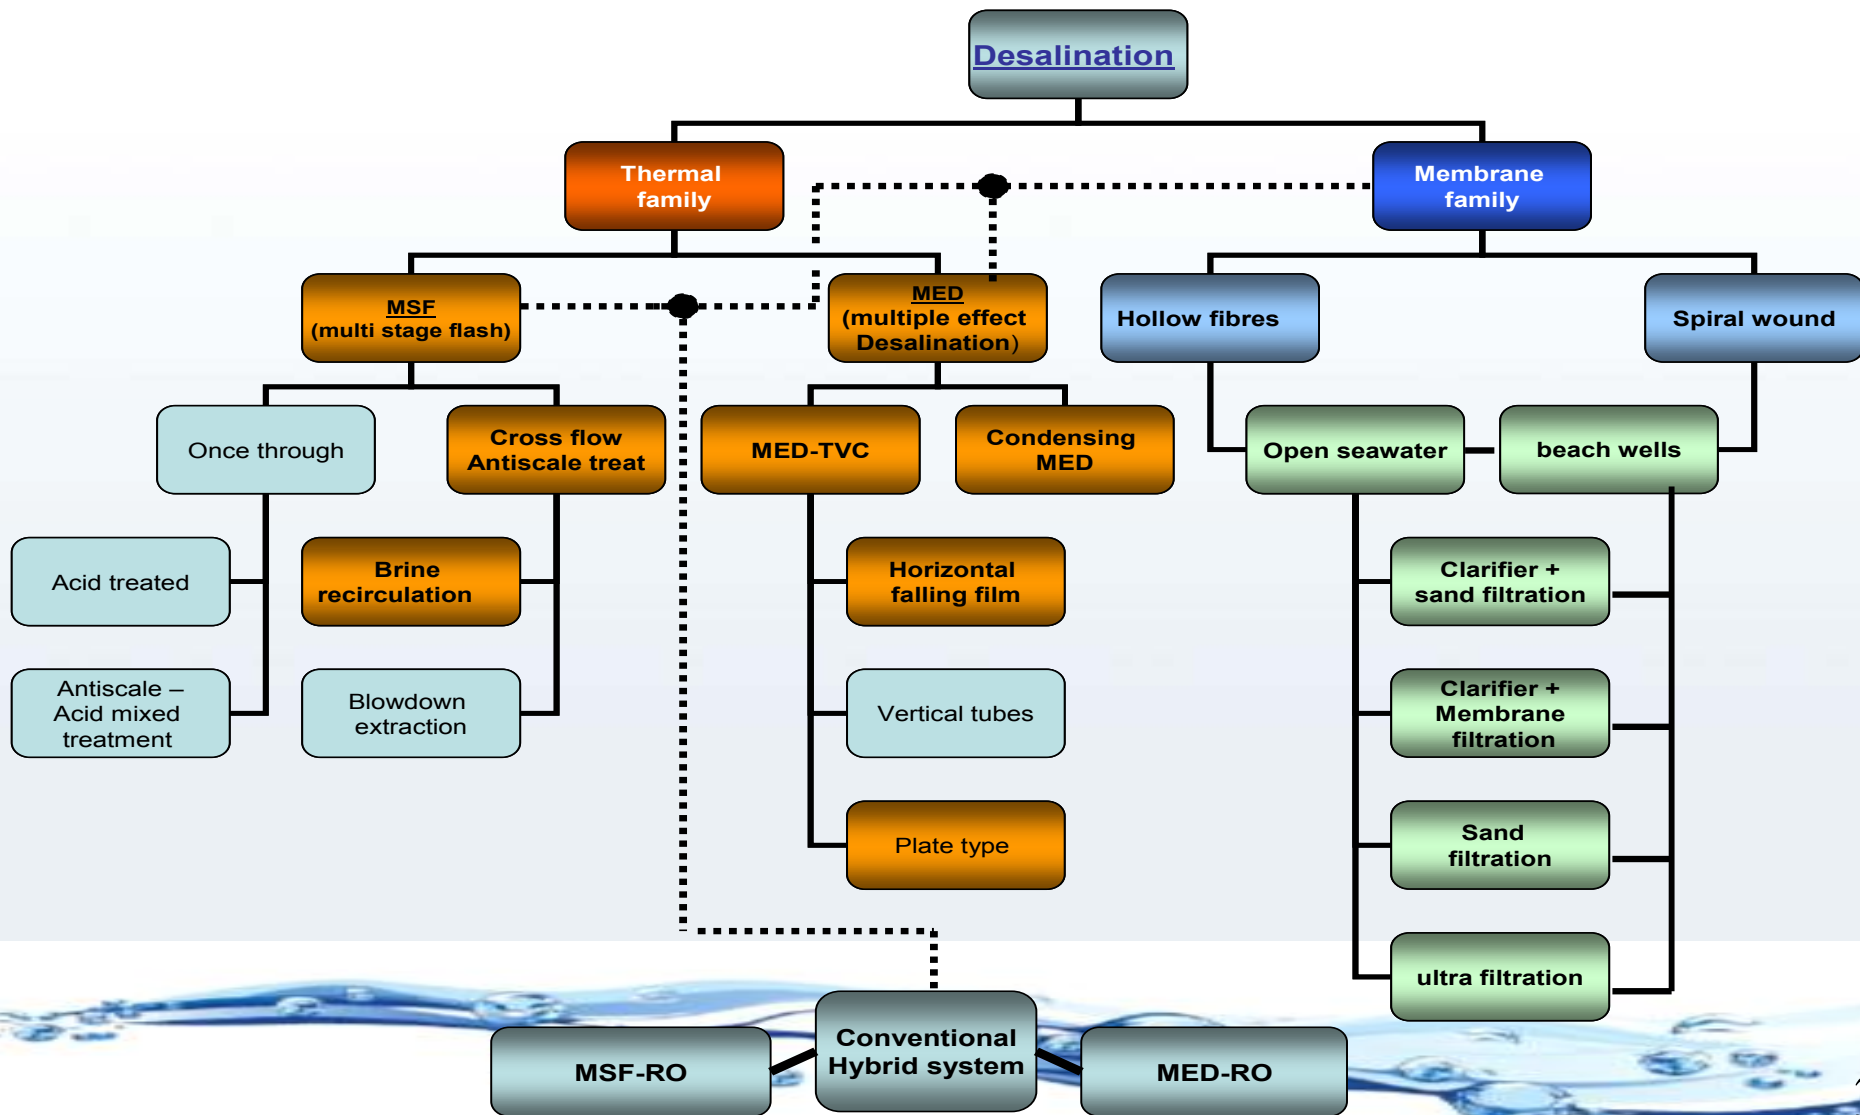 Desalination
Thermal
family
Membrane
family
MSF
(multi stage flash)
MED
(multiple effect
Desalination)
Hollow fibres
Spiral wound
Once through
Cross flow
Antiscale treat
MED-TVC
Condensing
MED
Open seawater
beach wells
Acid treated
Brine
recirculation
Horizontal
falling film
Clarifier +
sand filtration
Antiscale –
Acid mixed
treatment
Blowdown
extraction
Vertical tubes
Clarifier +
Membrane
filtration
Plate type
Sand
filtration
ultra filtration
Conventional
Hybrid system
MSF-RO
MED-RO